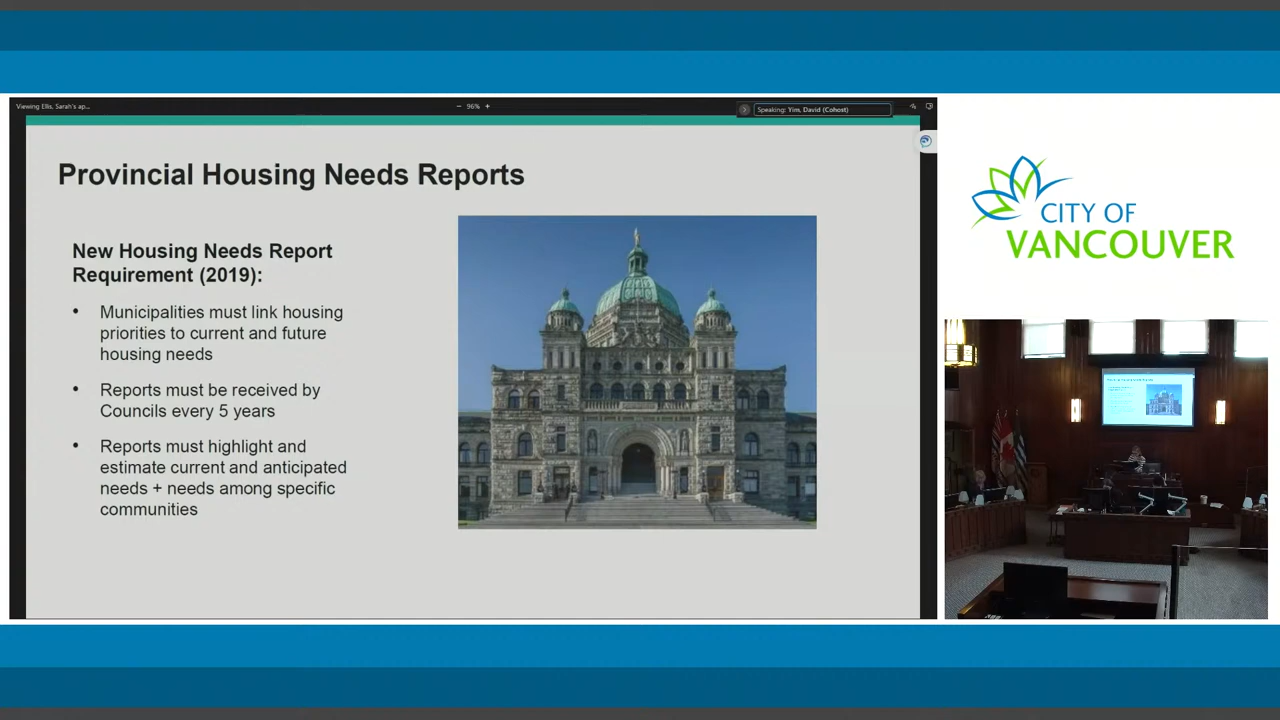 Viewing Ellis, Sarah's ap...
96%
Speaking: Yim, David (Cohost)
Provincial Housing Needs Reports
New Housing Needs Report
Requirement (2019):
• Municipalities must link housing
priorities to current and future
housing needs
• Reports must be received by
Councils every 5 years
• Reports must highlight and
estimate current and anticipated
needs + needs among specific
communities
CITY OF
VANCOUVER